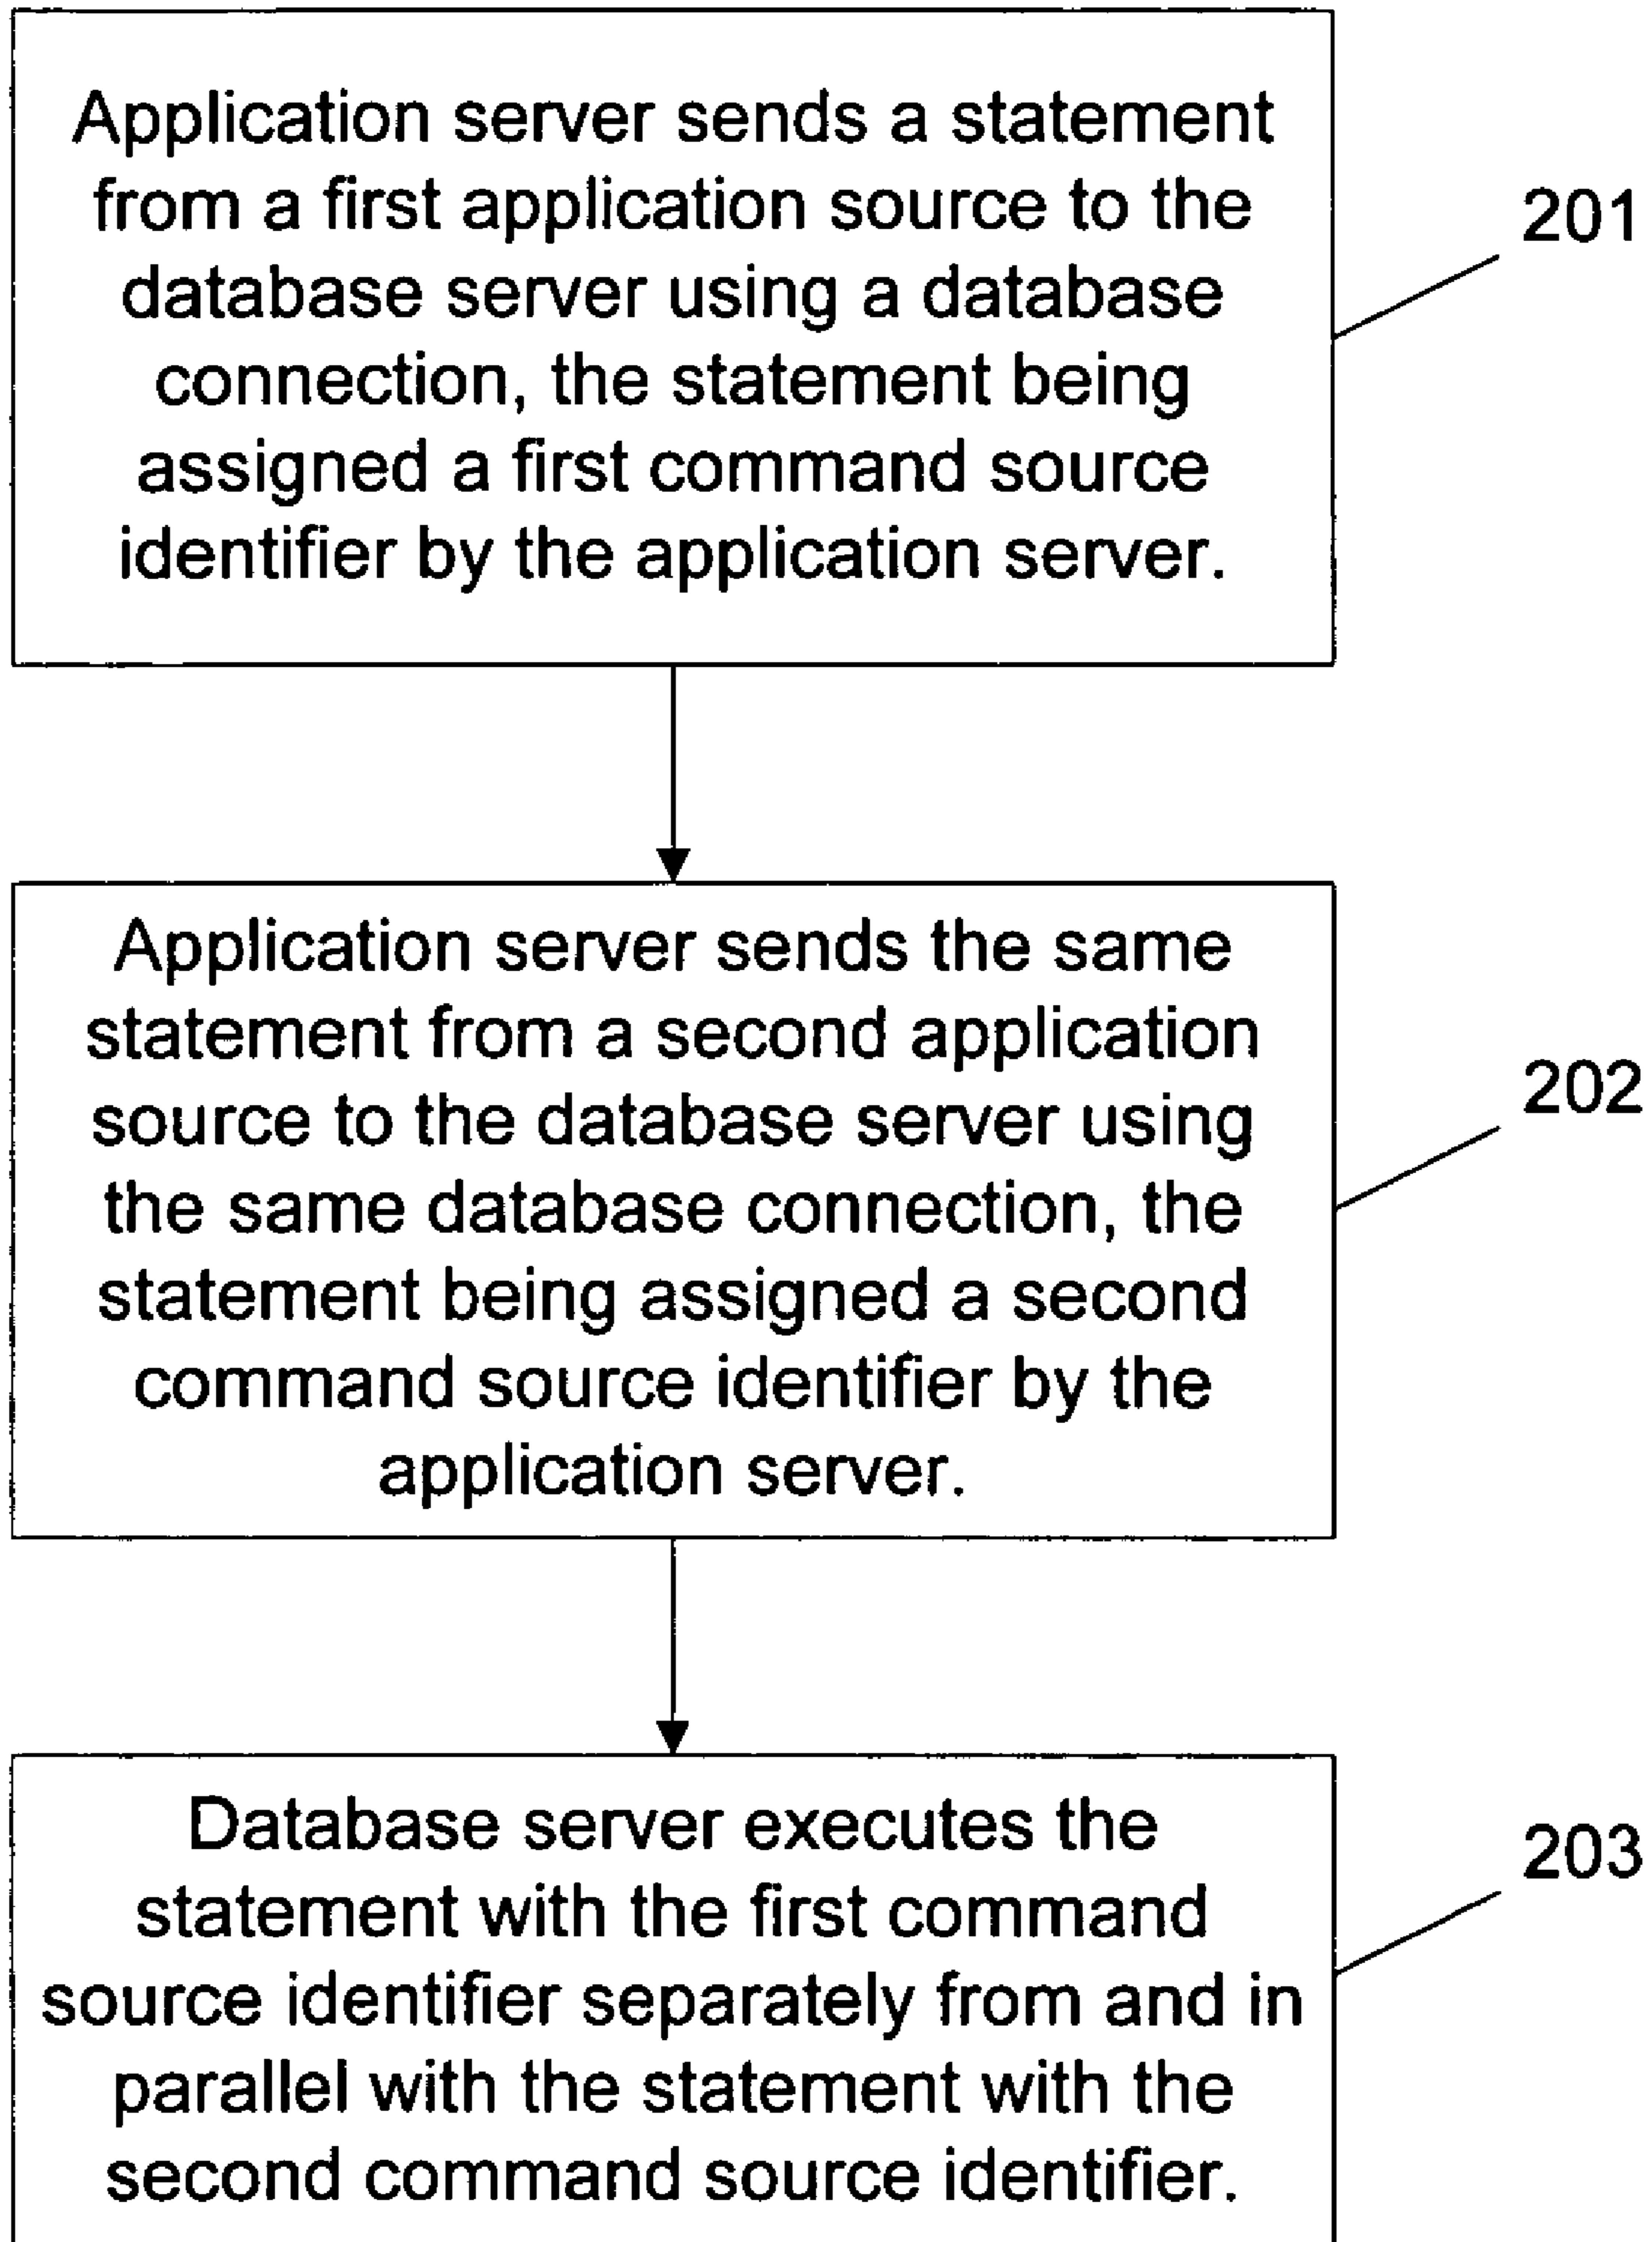 Application server sends a statement
from a first application source to the
database server using a database
connection, the statement being
assigned a first command source
identifier by the application server.
201
Application server sends the same
statement from a second application
source to the database server using
the same database connection, the
statement being assigned a second
command source identifier by the
application server.
202
Database server executes the
statement with the first command
source identifier separately from and in
parallel with the statement with the
second command source identifier.
203